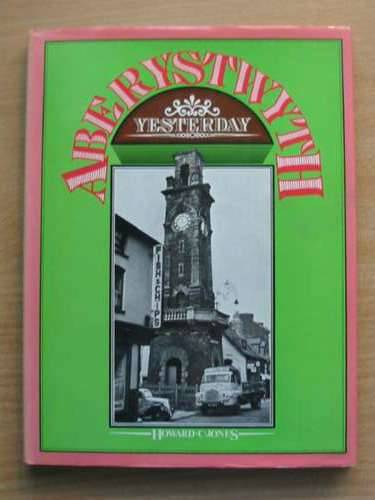 ABERYSTWYTH
YESTERDAY
FISH & CHIPS
HOWARD C. JONES